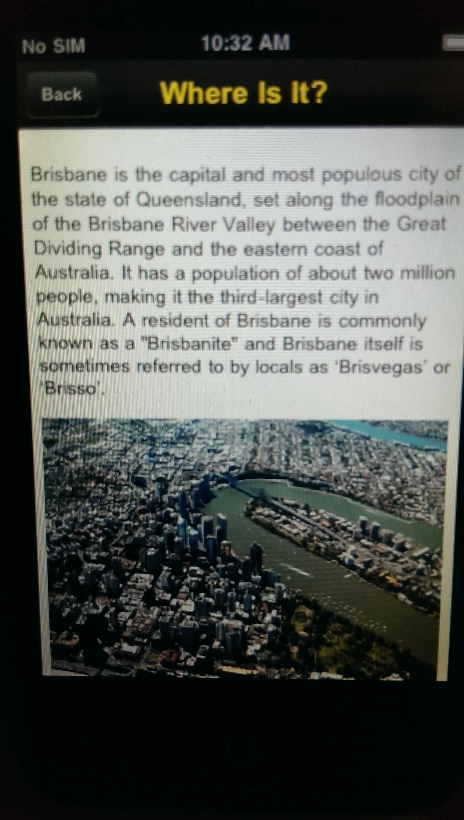 No SIM 10:32 AM
Back Where Is It?
Brisbane is the capital and most populous city of
the state of Queensland, set along the floodplain
of the Brisbane River Valley between the Great
Dividing Range and the eastern coast of
Australia. It has a population of about two million
people, making it the third-largest city in
Australia. A resident of Brisbane is commonly
known as a "Brisbanite" and Brisbane itself is
sometimes referred to by locals as 'Brisvegas' or
'Brisso'.